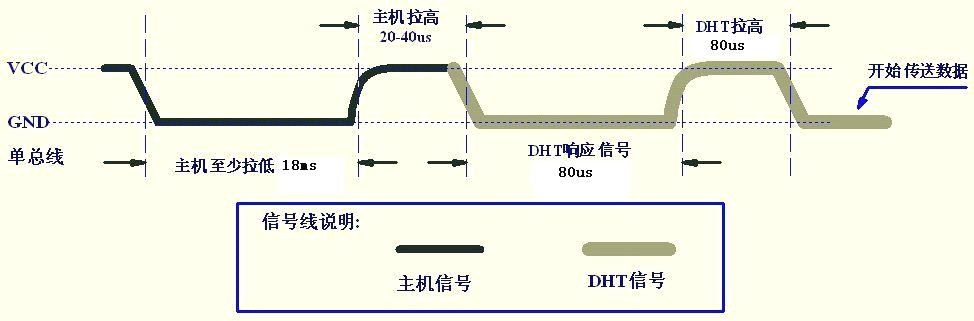 主机拉高
20-40us
DHT拉高
80us
VCC
开始传送数据
GND
单总线
主机至少拉低 18ms
DHT响应信号
80us
信号线说明:
主机信号
DHT信号